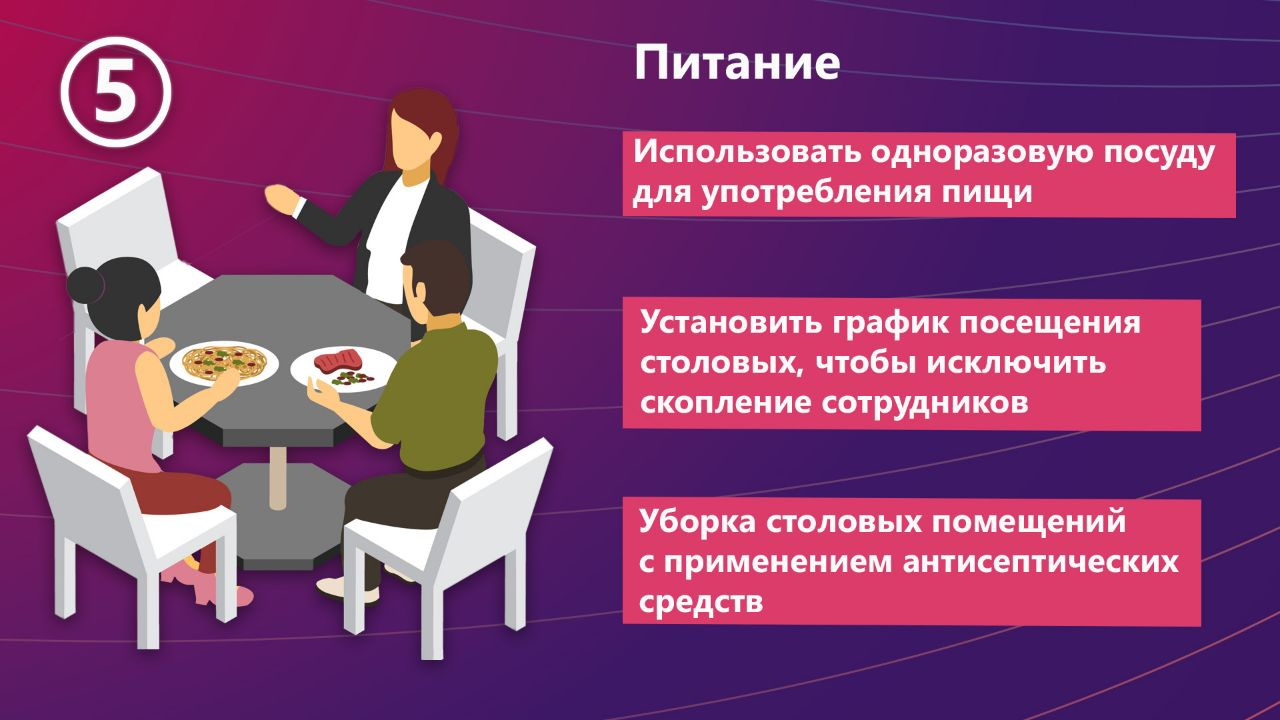 5
Питание
Использовать одноразовую посуду
для употребления пищи
Установить график посещения
столовых, чтобы исключить
скопление сотрудников
Уборка столовых помещений
с применением антисептических
средств